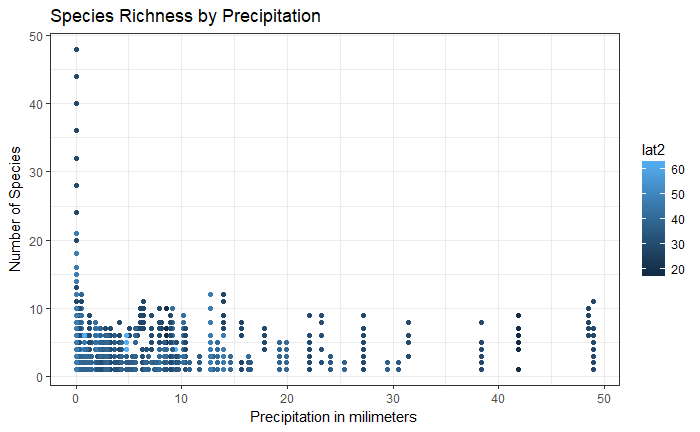 Species Richness by Precipitation
Number of Species
50
40
30
20
10
0
0 10 20 30 40 50
Precipitation in milimeters
lat2
60
50
40
30
20